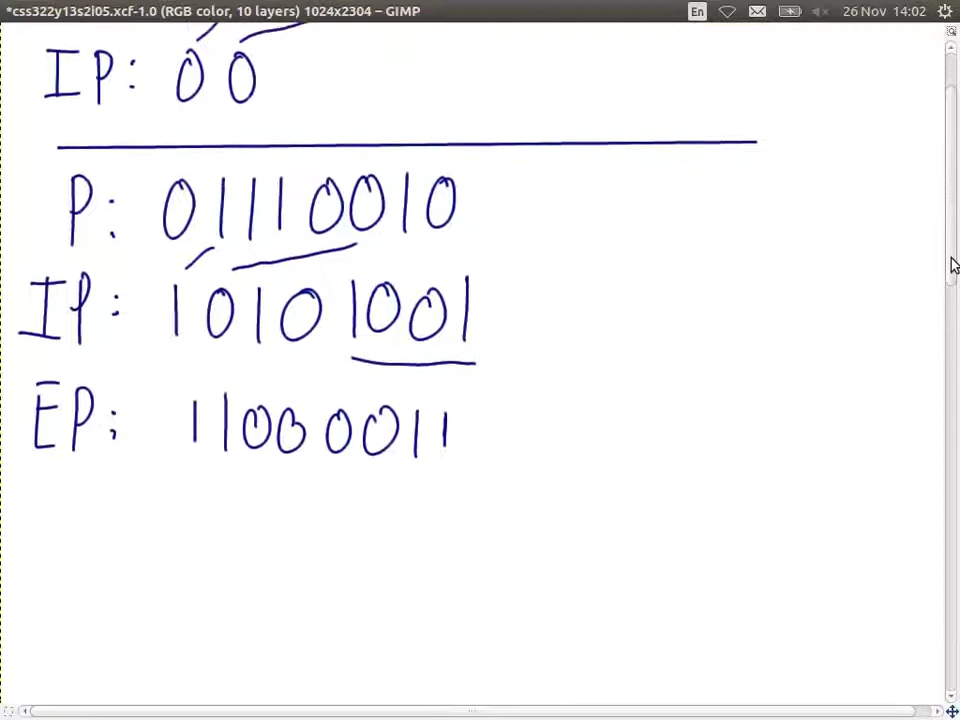 *css322y13s2i05.xcf-1.0 (RGB color, 10 layers) 1024x2304 – GIMP En 26 Nov 14:02
IP: 00
P: 01110010
IP: 10101001
EP: 11000011